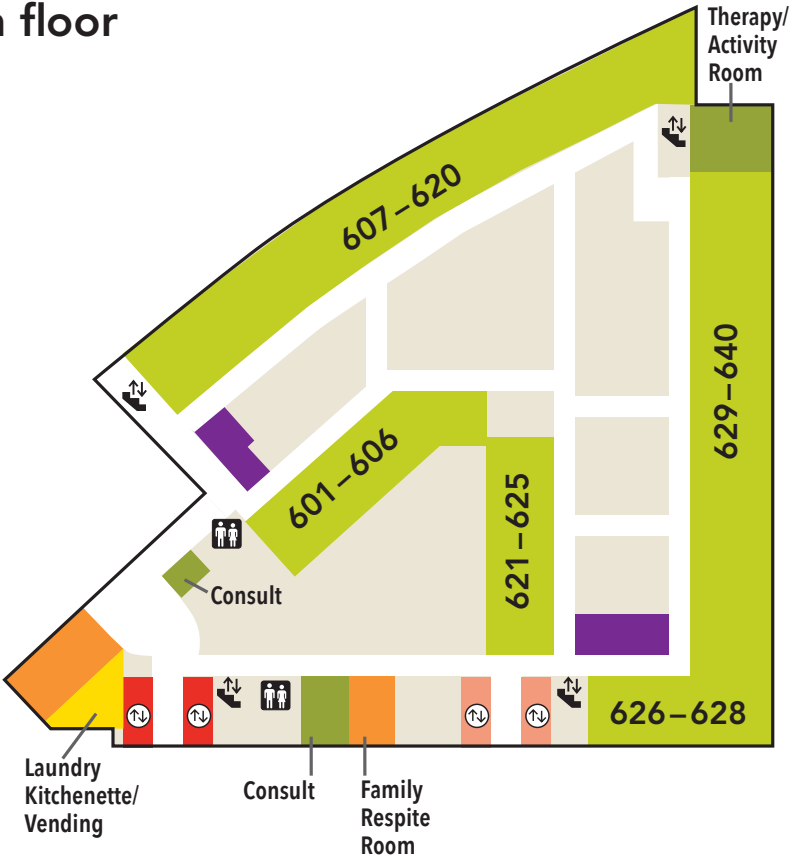 floor
Therapy/
Activity
Room
607–620
629–640
601–606
621–625
Consult
626–628
Laundry
Kitchenette/
Vending
Consult
Family
Respite
Room